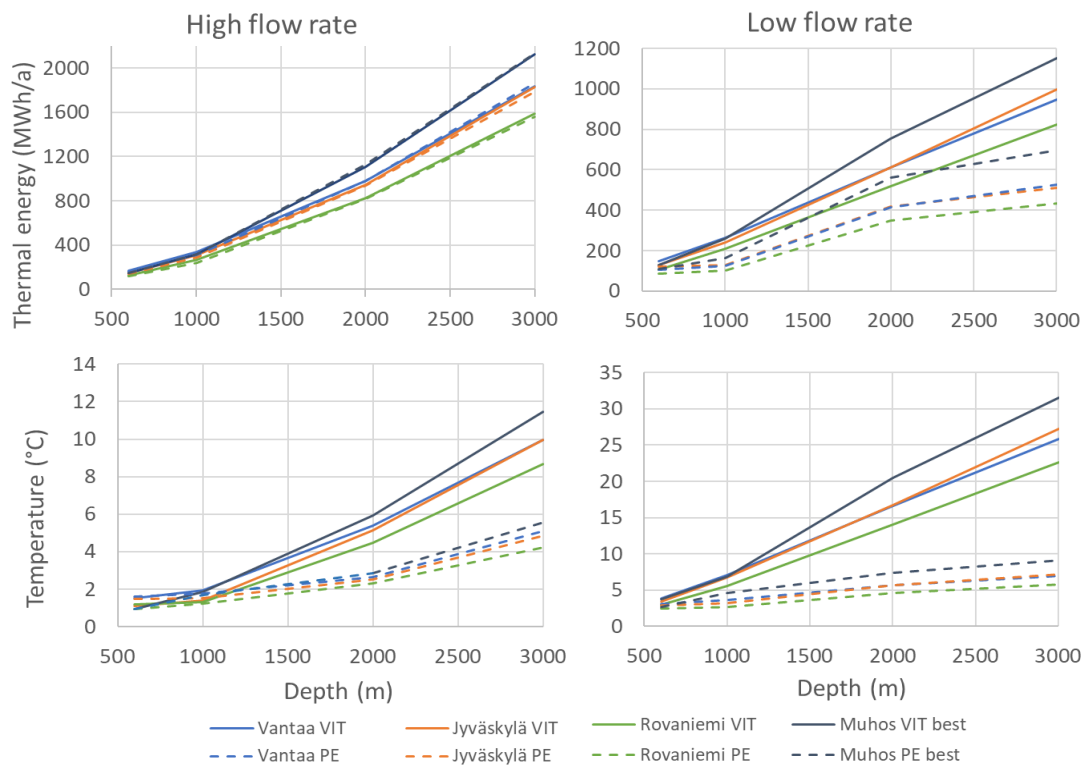 High flow rate
Low flow rate
Thermal energy (MWh/a)
2000
1600
1200
800
400
0
500 1000 1500 2000 2500 3000
1200
1000
800
600
400
200
0
500 1000 1500 2000 2500 3000
Temperature (°C)
14
12
10
8
6
4
2
0
500 1000 1500 2000 2500 3000
Depth (m)
35
30
25
20
15
10
5
0
500 1000 1500 2000 2500 3000
Depth (m)
Vantaa VIT Jyväskylä VIT Rovaniemi VIT Muhos VIT best
Vantaa PE Jyväskylä PE Rovaniemi PE Muhos PE best